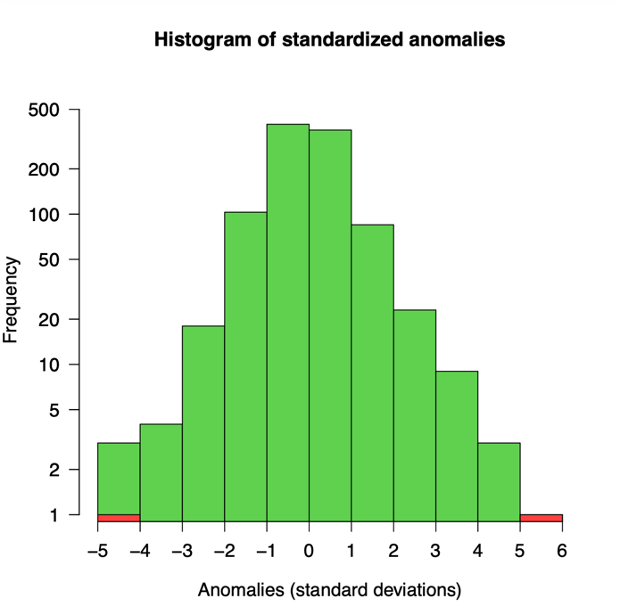 Histogram of standardized anomalies
Frequency
500
200
100
50
20
10
5
2
1
−5 −4 −3 −2 −1 0 1 2 3 4 5 6
Anomalies (standard deviations)